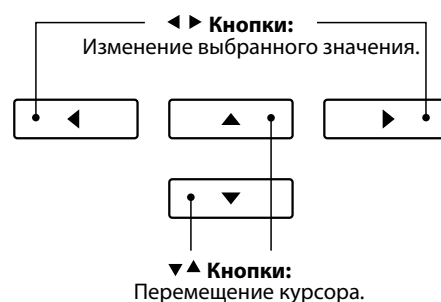 ◀ ▶ Кнопки:
Изменение выбранного значения.
▼▲ Кнопки:
Перемещение курсора.